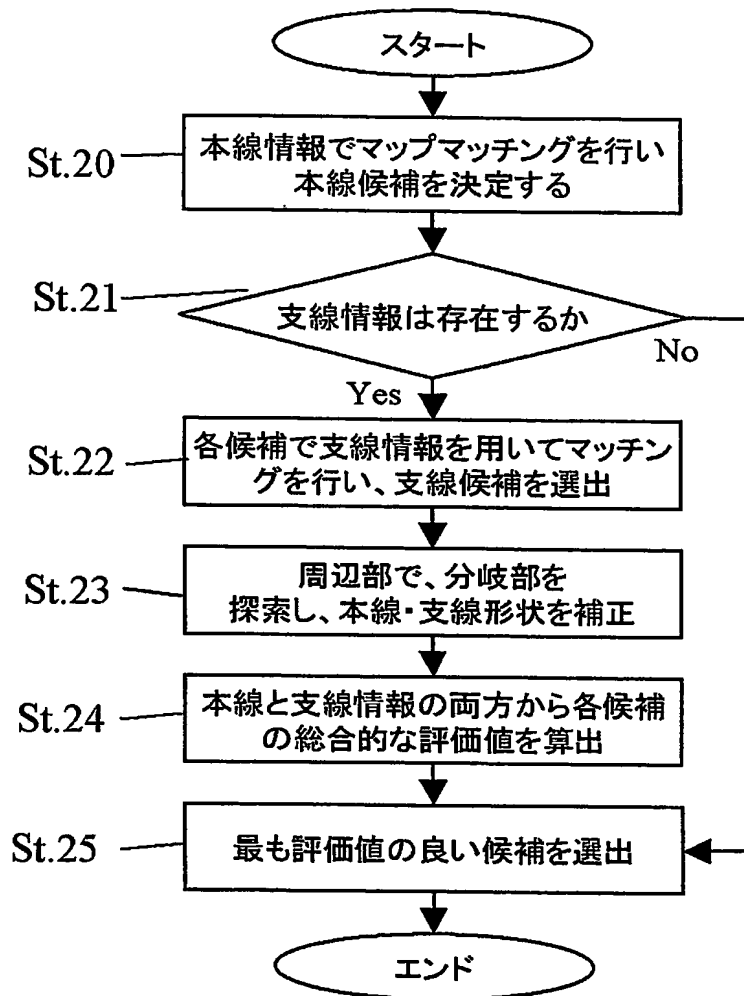 スタート
St.20
本線情報でマップマッチングを行い
本線候補を決定する
St.21
支線情報は存在するか
No
Yes
St.22
各候補で支線情報を用いてマッチン
グを行い、支線候補を選出
St.23
周辺部で、分岐部を
探索し、本線・支線形状を補正
St.24
本線と支線情報の両方から各候補
の総合的な評価値を算出
St.25
最も評価値の良い候補を選出
エンド